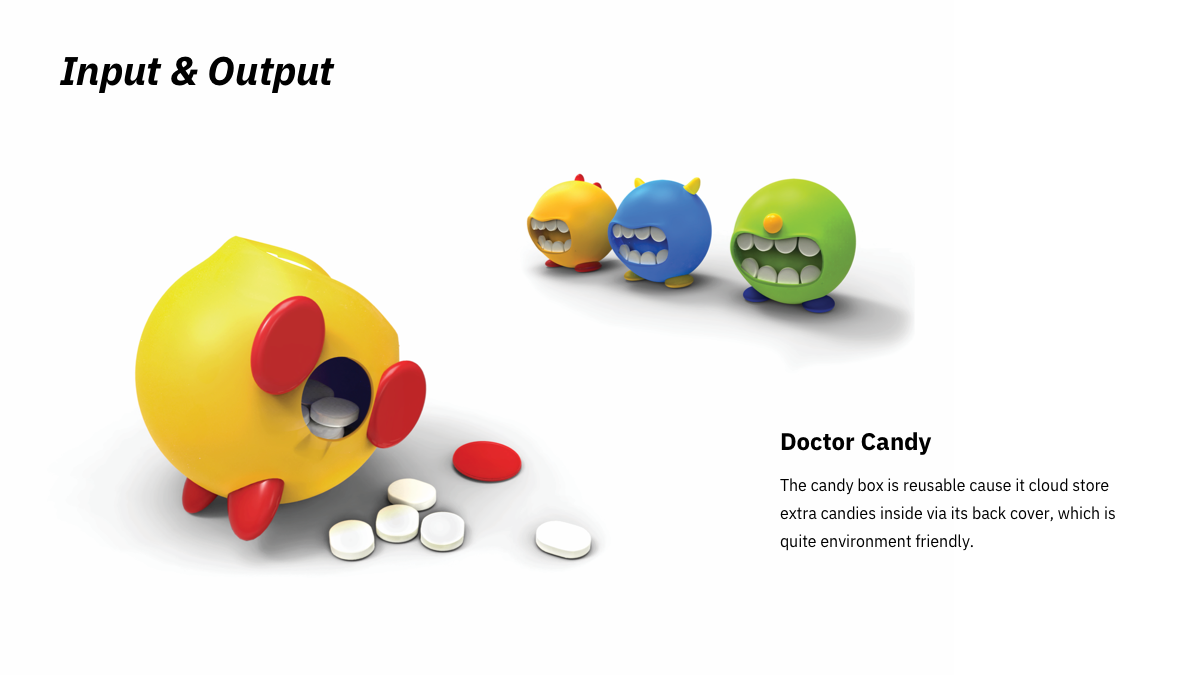 Input & Output
Doctor Candy
The candy box is reusable cause it cloud store
extra candies inside via its back cover, which is
quite environment friendly.